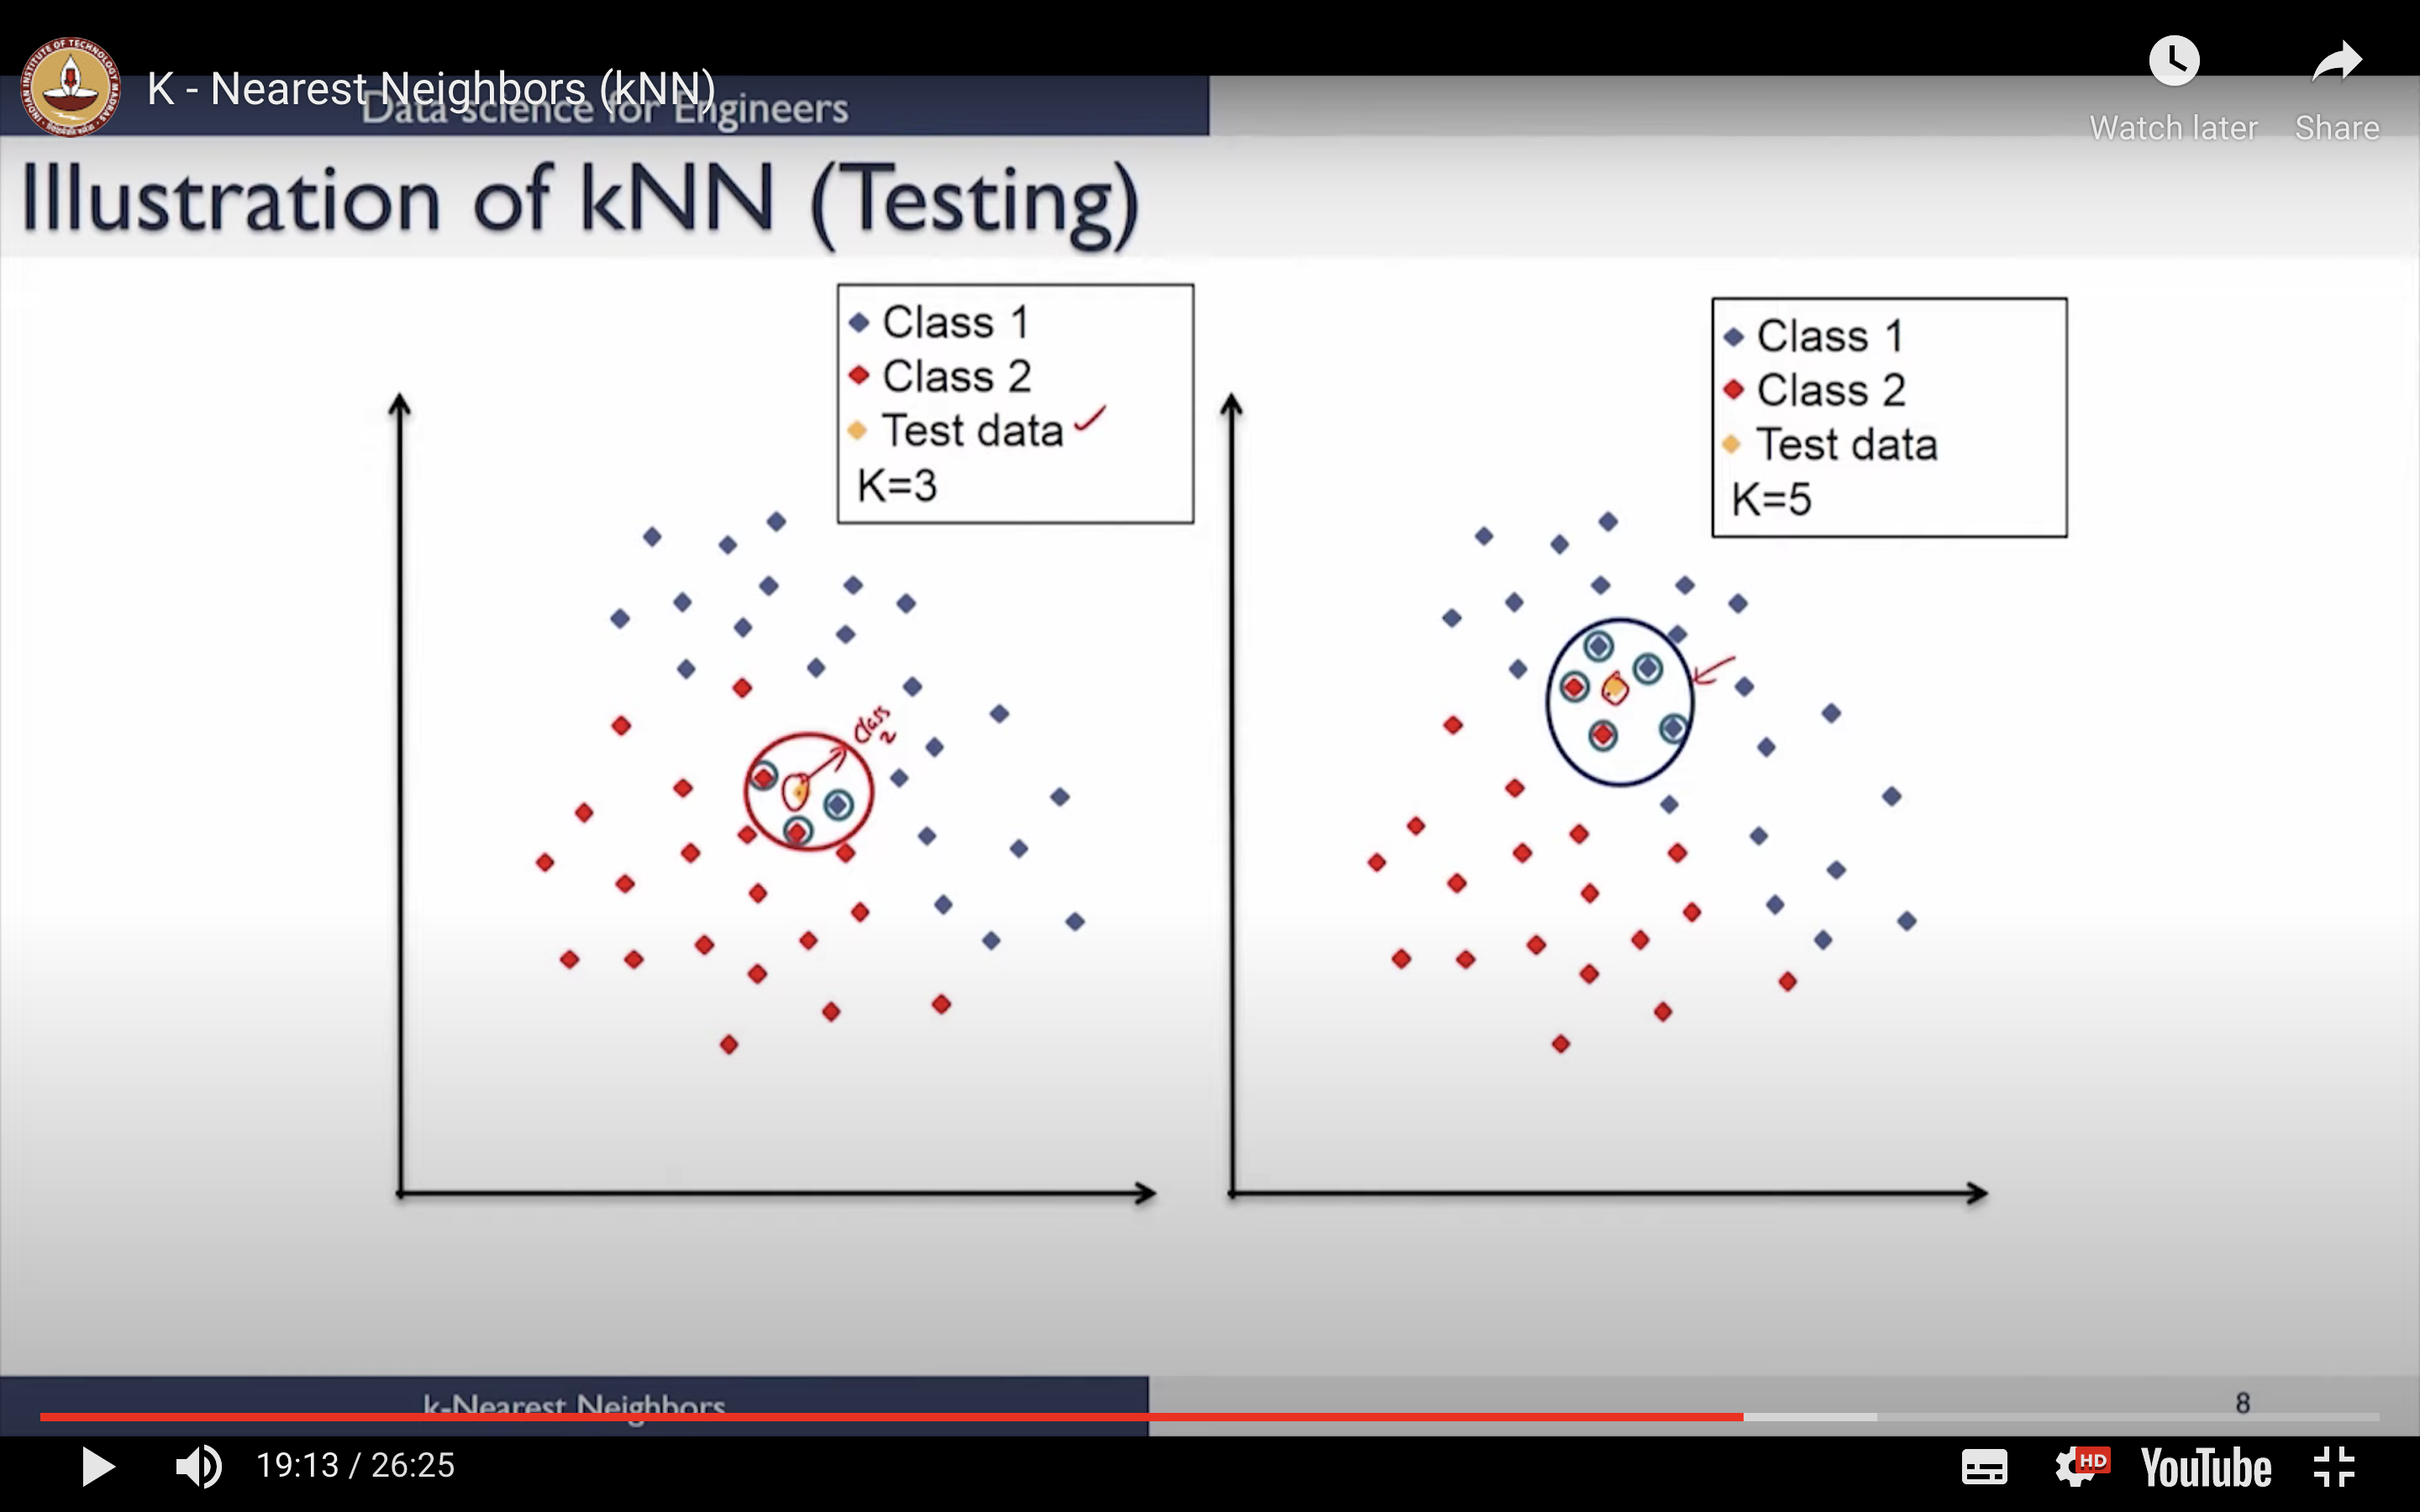 K - Nearest Neighbors (kNN)
Data science for Engineers
Watch later
Share
Illustration of kNN (Testing)
Class 1
Class 2
Test data
K=3
Class 1
Class 2
Test data
K=5
Class
2
k-Nearest Neighbors
8
19:13 / 26:25
HD
YouTube